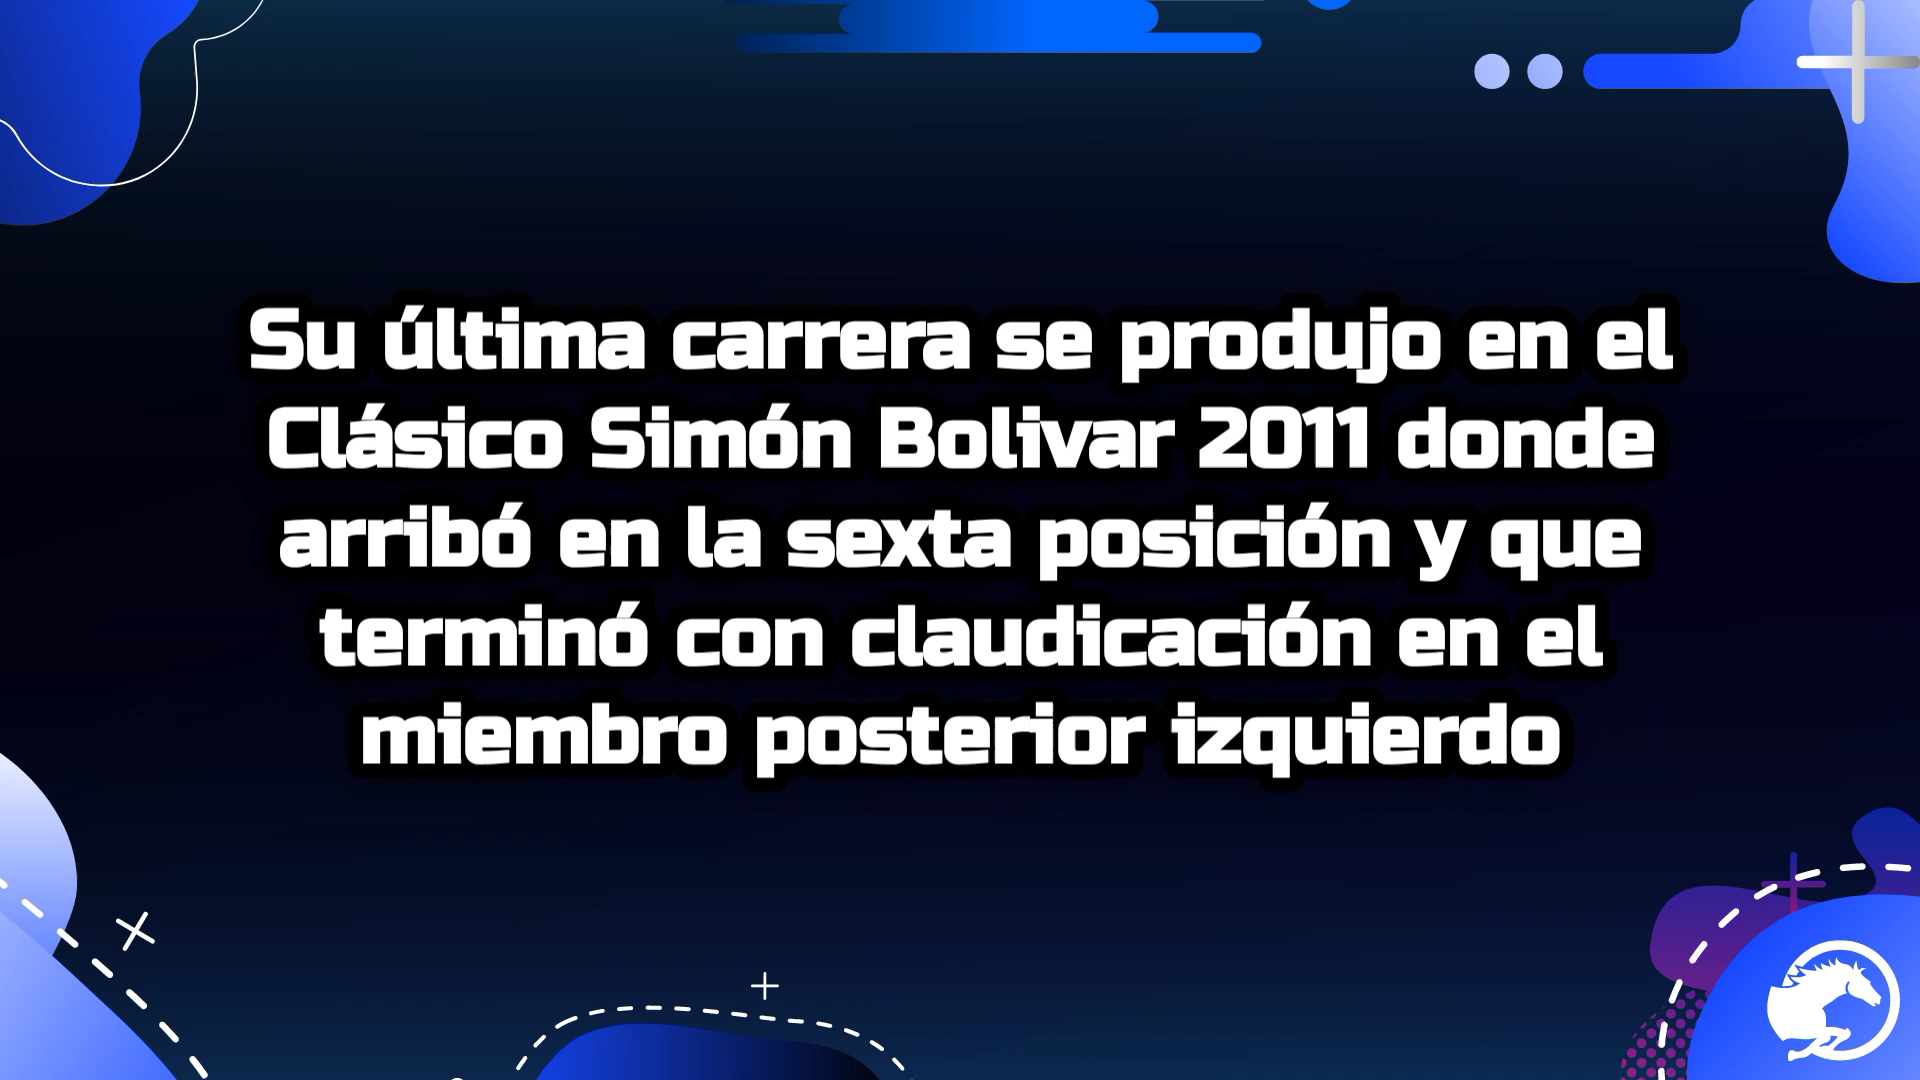 Su última carrera se produjo en el
Clásico Simón Bolivar 2011 donde
arribó en la sexta posición y que
terminó con claudicación en el
miembro posterior izquierdo